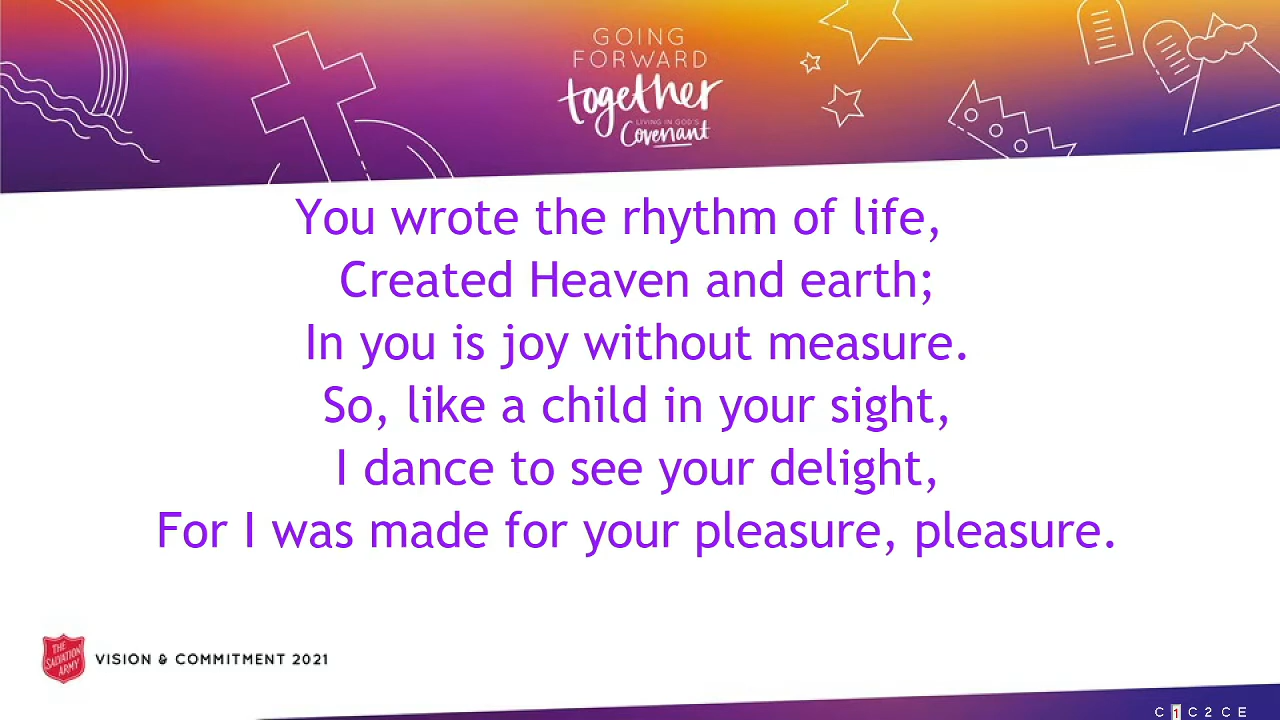 GOING
FORWARD
together
LIVING IN GOD'S
Covenant
You wrote the rhythm of life,
Created Heaven and earth;
In you is joy without measure.
So, like a child in your sight,
I dance to see your delight,
For I was made for your pleasure, pleasure.
THE
SALVATION
ARMY
VISION & COMMITMENT 2021
C 1 C 2 C E